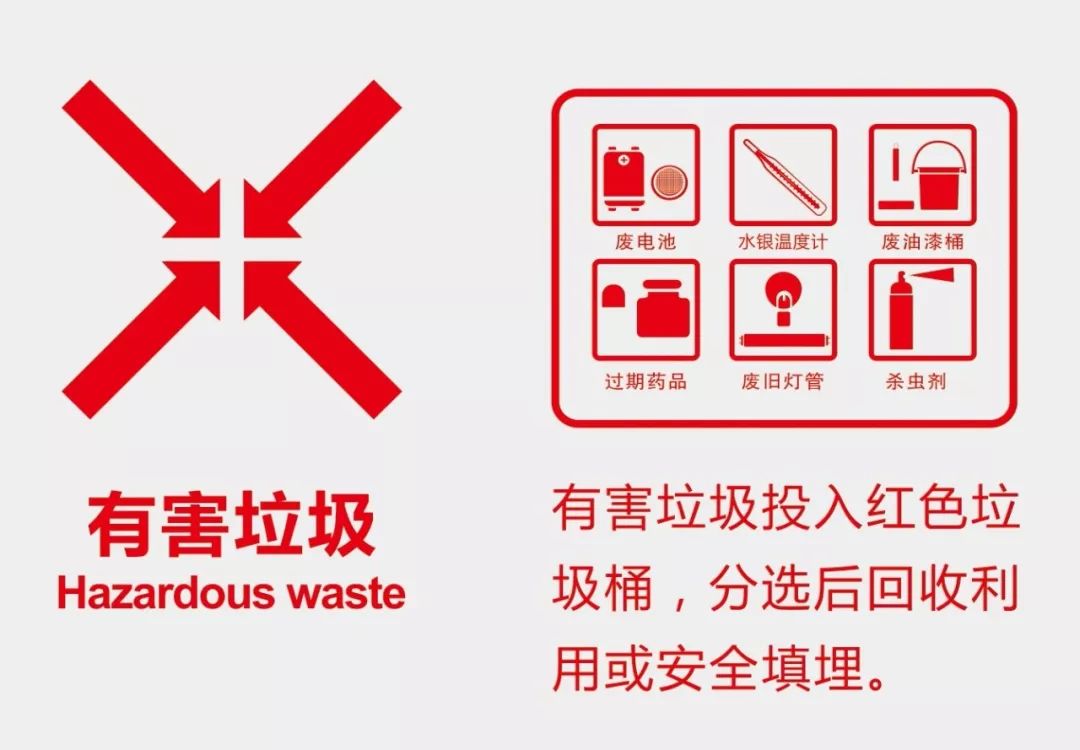 有害垃圾
Hazardous waste
废电池
水银温度计
废油漆桶
过期药品
废旧灯管
杀虫剂
有害垃圾投入红色垃
圾桶，分选后回收利
用或安全填埋。